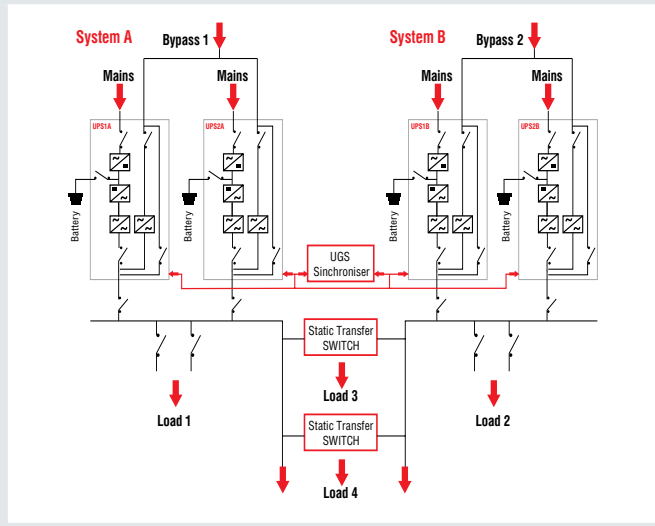 System A
Bypass 1
System B
Bypass 2
Mains
Mains
Mains
Mains
UPS1A
UPS2A
UPS1B
UPS2B
Battery
Battery
Battery
Battery
UGS
Sinchroniser
Static Transfer
SWITCH
Load 3
Load 1
Load 2
Static Transfer
SWITCH
Load 4